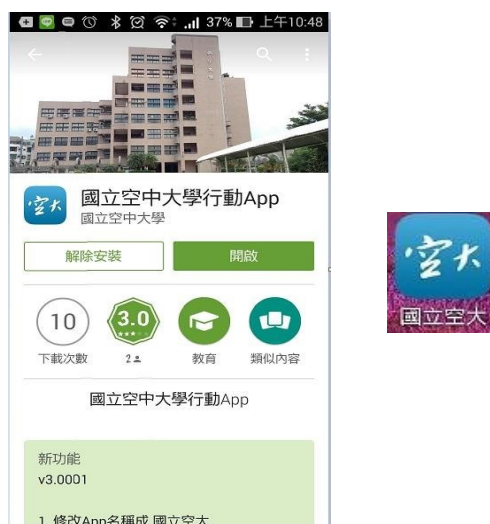 37% 上午10:48
空大
國立空中大學行動App
國立空中大學
解除安裝
開啟
10
3.0
下載次數
2
教育
類似內容
國立空中大學行動App
新功能
v3.0001
1. 修改App名稱成 國立空大
空大
國立空大